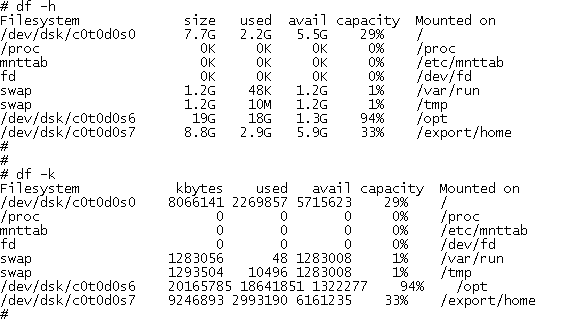 # df -h
Filesystem             size   used  avail capacity  Mounted on
/dev/dsk/c0t0d0s0      7.7G   2.2G   5.5G    29%    /
/proc                    0K     0K     0K     0%    /proc
mnttab                   0K     0K     0K     0%    /etc/mnttab
fd                       0K     0K     0K     0%    /dev/fd
swap                   1.2G    48K   1.2G     1%    /var/run
swap                   1.2G    10M   1.2G     1%    /tmp
/dev/dsk/c0t0d0s6       19G    18G   1.3G    94%    /opt
/dev/dsk/c0t0d0s7      8.8G   2.9G   5.9G    33%    /export/home
#
#
# df -k
Filesystem            kbytes    used   avail capacity  Mounted on
/dev/dsk/c0t0d0s0    8066141 2269857 5715623    29%    /
/proc                      0       0       0     0%    /proc
mnttab                     0       0       0     0%    /etc/mnttab
fd                         0       0       0     0%    /dev/fd
swap                 1283056      48 1283008     1%    /var/run
swap                 1293504   10496 1283008     1%    /tmp
/dev/dsk/c0t0d0s6    20165785 18641851 1322277    94%    /opt
/dev/dsk/c0t0d0s7    9246893 2993190 6161235    33%    /export/home
#